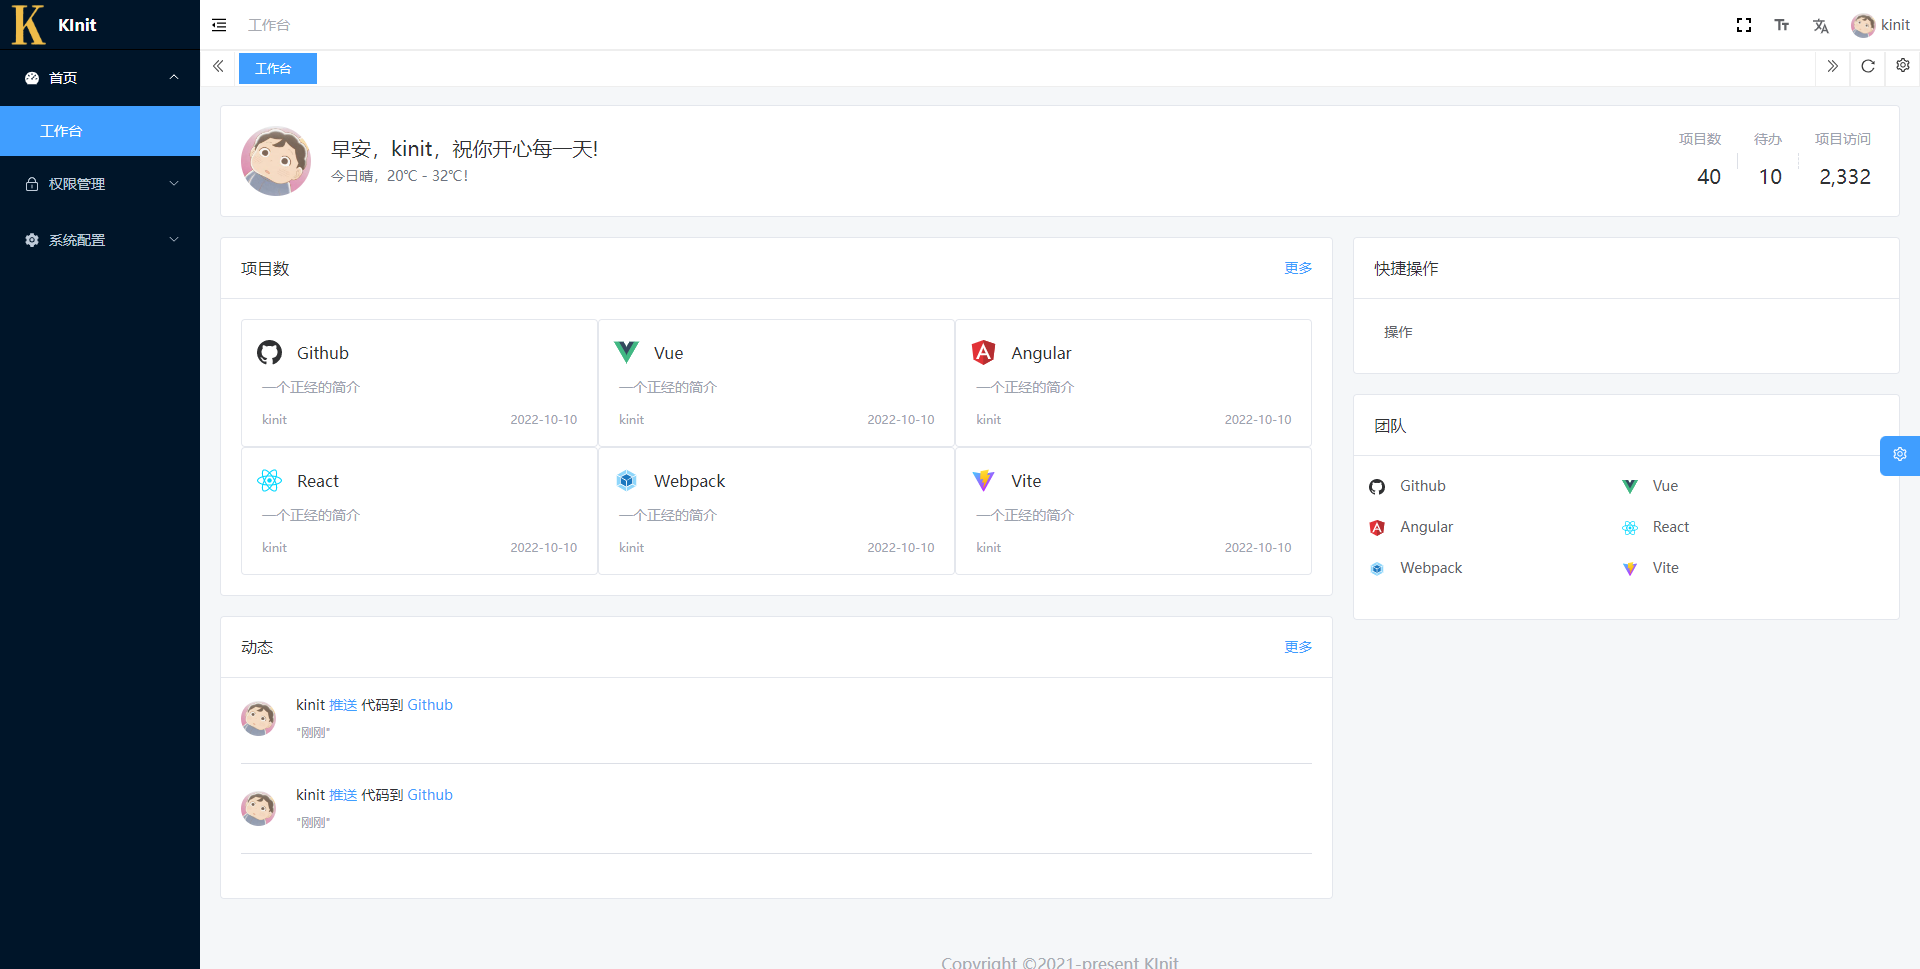 K KInit
首页
工作台
权限管理
系统配置
工作台
kinit
工作台
早安，kinit，祝你开心每一天!
今日晴，20℃ - 32℃!
项目数
40
待办
10
项目访问
2,332
项目数
更多
Github
一个正经的简介
kinit 2022-10-10
Vue
一个正经的简介
kinit 2022-10-10
Angular
一个正经的简介
kinit 2022-10-10
React
一个正经的简介
kinit 2022-10-10
Webpack
一个正经的简介
kinit 2022-10-10
Vite
一个正经的简介
kinit 2022-10-10
动态
更多
kinit 推送 代码到 Github
"刚刚"
kinit 推送 代码到 Github
"刚刚"
快捷操作
操作
团队
Github Vue
Angular React
Webpack Vite
Copyright ©2021-present KInit